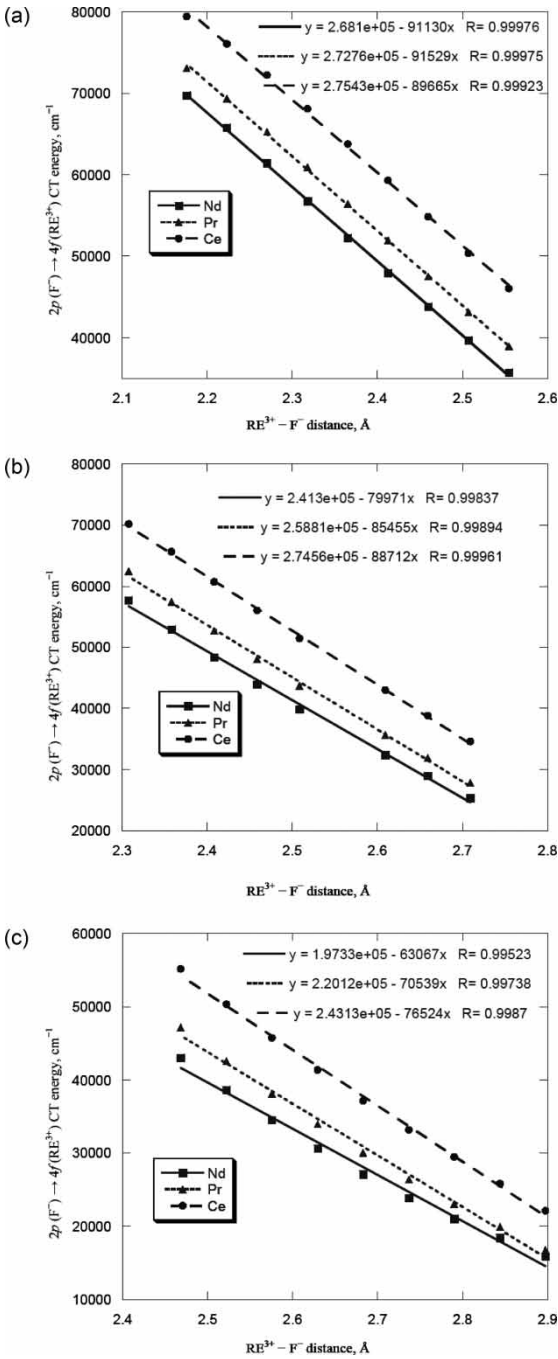 (a)
y = 2.681e+05 - 91130x R= 0.99976
y = 2.7276e+05 - 91529x R= 0.99975
y = 2.7543e+05 - 89665x R= 0.99923
80000
70000
60000
50000
40000
2p (F⁻) → 4f (RE³⁺) CT energy, cm⁻¹
Nd
Pr
Ce
2.1 2.2 2.3 2.4 2.5 2.6
RE³⁺ – F⁻ distance, Å
(b)
y = 2.413e+05 - 79971x R= 0.99837
y = 2.5881e+05 - 85455x R= 0.99894
y = 2.7456e+05 - 88712x R= 0.99961
80000
70000
60000
50000
40000
30000
20000
2p (F⁻) → 4f (RE³⁺) CT energy, cm⁻¹
Nd
Pr
Ce
2.3 2.4 2.5 2.6 2.7 2.8
RE³⁺ – F⁻ distance, Å
(c)
y = 1.9733e+05 - 63067x R= 0.99523
y = 2.2012e+05 - 70539x R= 0.99738
y = 2.4313e+05 - 76524x R= 0.9987
60000
50000
40000
30000
20000
10000
2p (F⁻) → 4f (RE³⁺) CT energy, cm⁻¹
Nd
Pr
Ce
2.4 2.5 2.6 2.7 2.8 2.9
RE³⁺ – F⁻ distance, Å